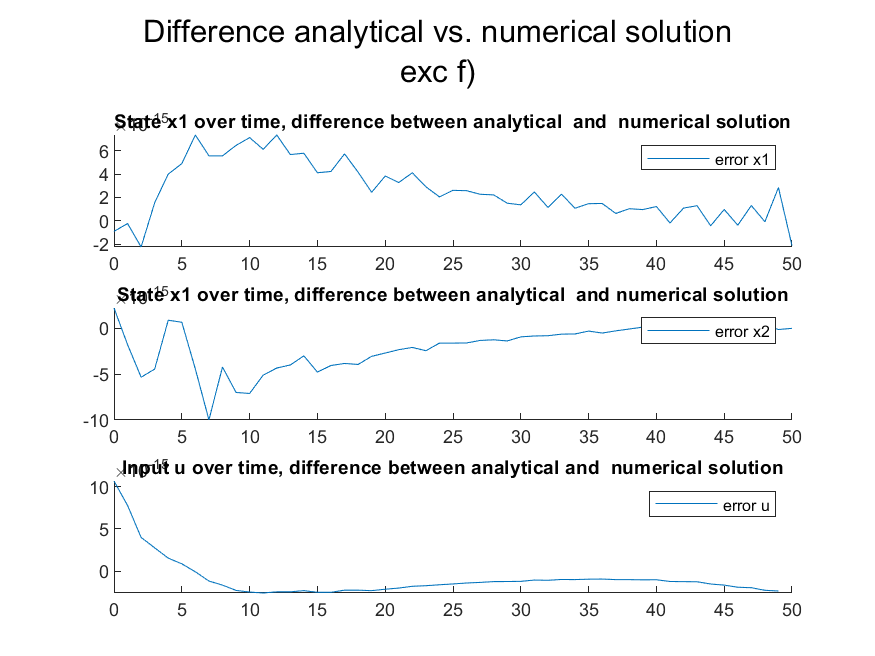 Difference analytical vs. numerical solution
exc f)
State x1 over time, difference between analytical and numerical solution
error x1
6
4
2
0
-2
0 5 10 15 20 25 30 35 40 45 50
State x1 over time, difference between analytical and numerical solution
error x2
0
-5
-10
0 5 10 15 20 25 30 35 40 45 50
Input u over time, difference between analytical and numerical solution
error u
10
5
0
0 5 10 15 20 25 30 35 40 45 50